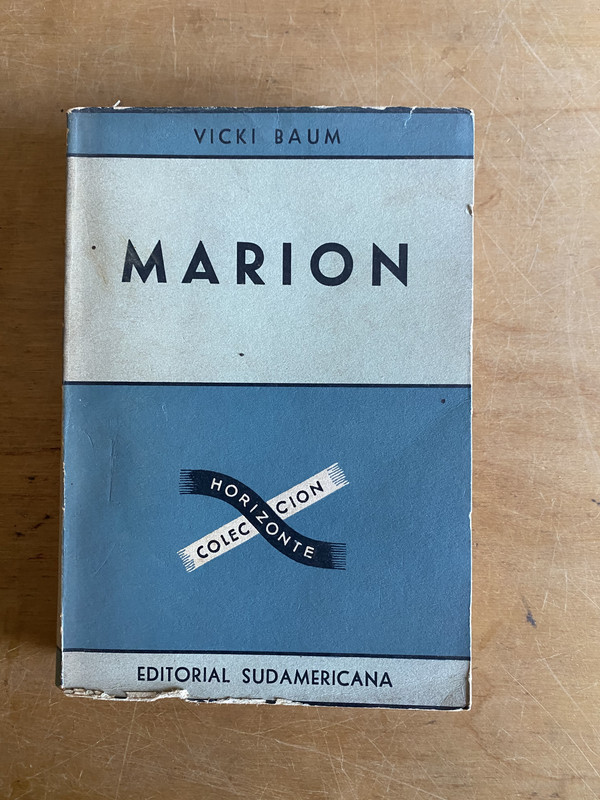 VICKI BAUM
MARION
COLECCION
HORIZONTE
EDITORIAL SUDAMERICANA